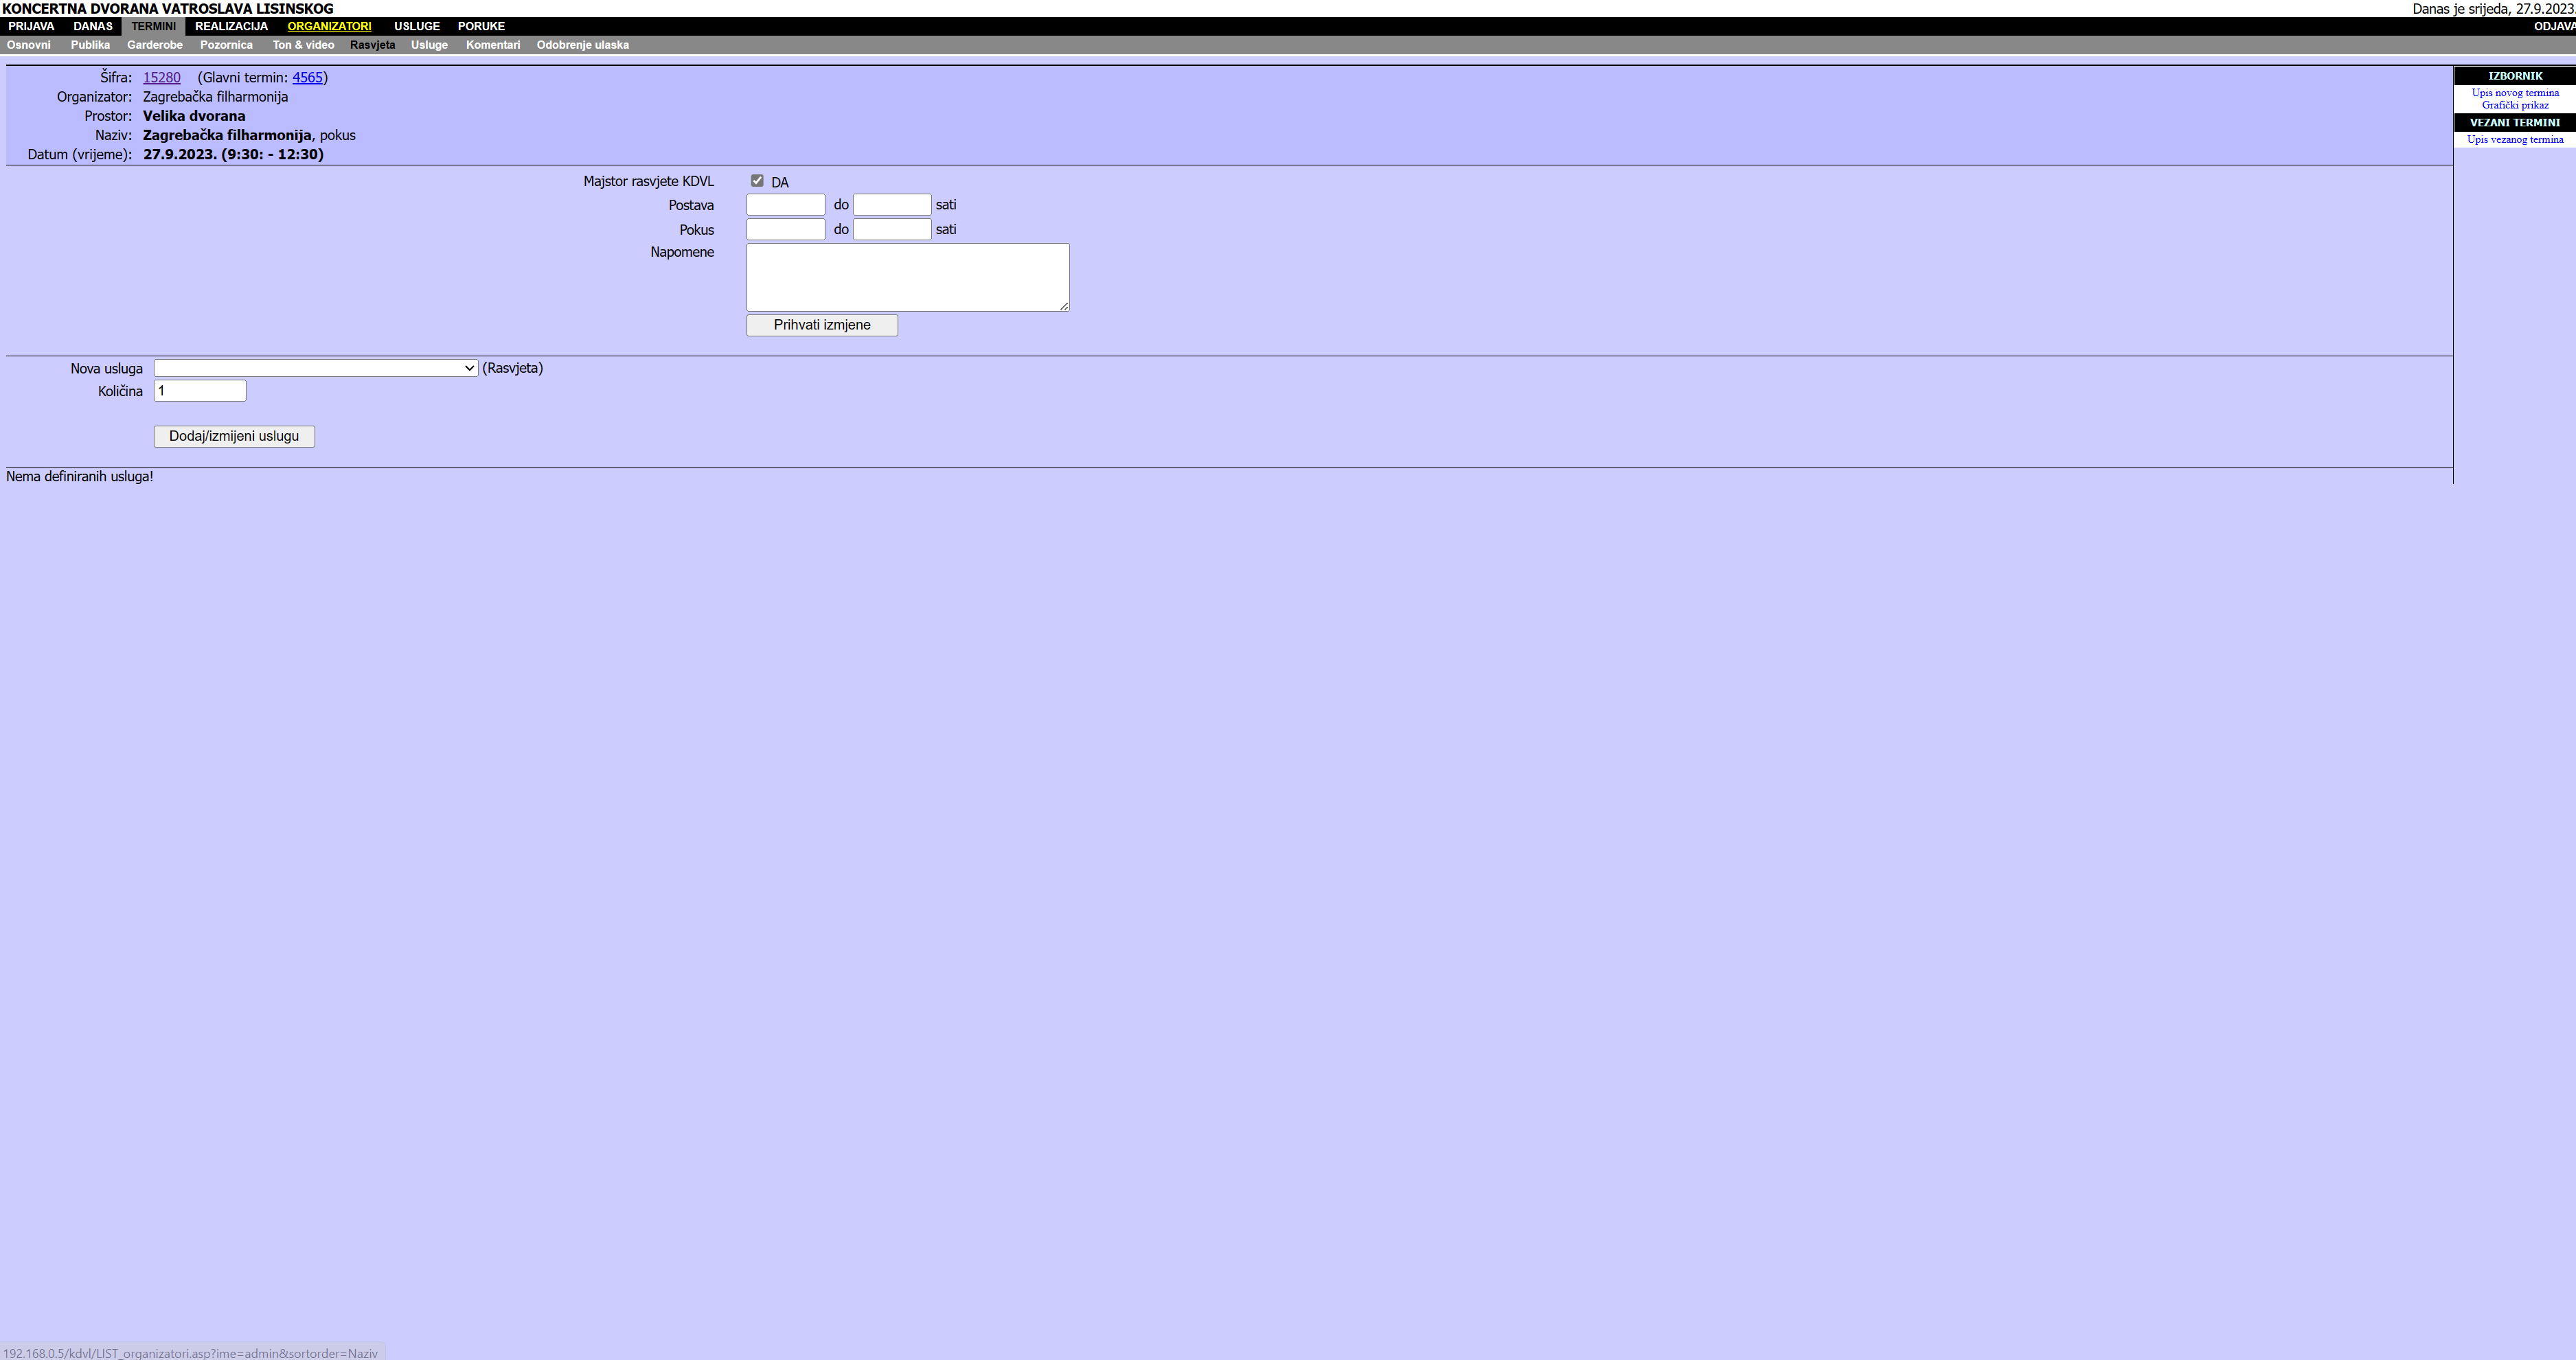 KONCERTNA DVORANA VATROSLAVA LISINSKOG
Danas je srijeda, 27.9.2023
PRIJAVA DANAS TERMINI REALIZACIJA ORGANIZATORI USLUGE PORUKE ODJAVA
Osnovni Publika Garderobe Pozornica Ton & video Rasvjeta Usluge Komentari Odobrenje ulaska
Šifra: 15280 (Glavni termin: 4565)
Organizator: Zagrebačka filharmonija
Prostor: Velika dvorana
Naziv: Zagrebačka filharmonija, pokus
Datum (vrijeme): 27.9.2023. (9:30: - 12:30)
IZBORNIK
Upis novog termina
Grafički prikaz
VEZANI TERMINI
Upis vezanog termina
Majstor rasvjete KDVL DA
Postava do sati
Pokus do sati
Napomene
Prihvati izmjene
Nova usluga (Rasvjeta)
Količina 1
Dodaj/izmijeni uslugu
Nema definiranih usluga!
192.168.0.5/kdvl/LIST_organizatori.asp?ime=admin&sortorder=Naziv